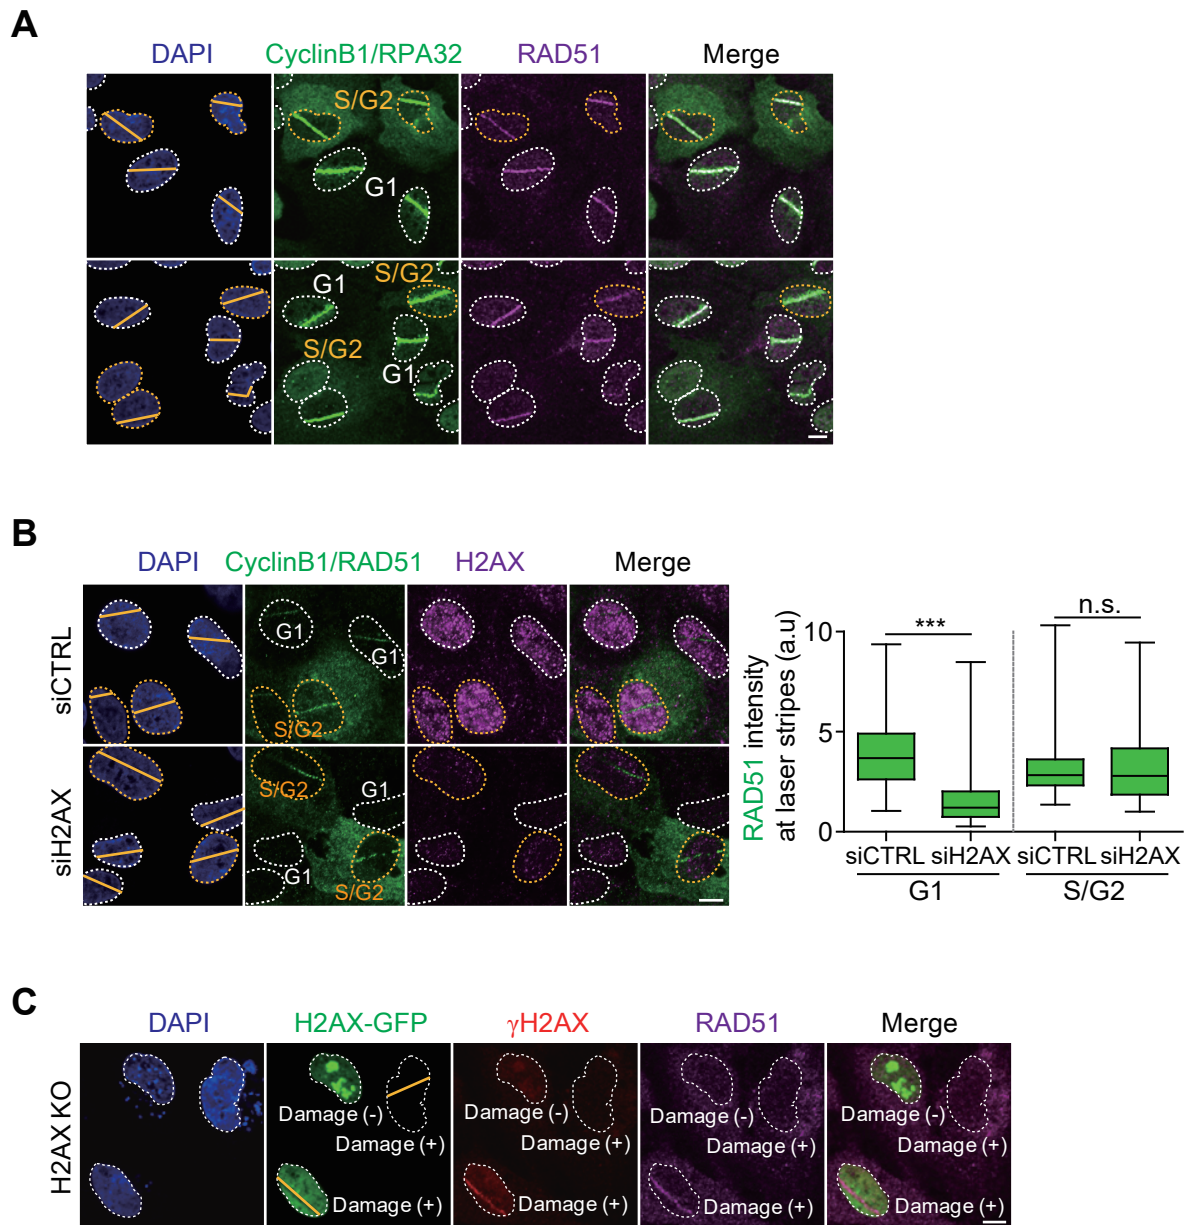 A
DAPI CyclinB1/RPA32 RAD51 Merge
S/G2
G1
G1 S/G2
S/G2
G1
B
DAPI CyclinB1/RAD51 H2AX Merge
siCTRL
G1
G1
S/G2
siH2AX
S/G2 G1
G1
S/G2
RAD51 intensity
at laser stripes (a.u)
10
5
0
***
n.s.
siCTRL siH2AX siCTRL siH2AX
G1 S/G2
C
DAPI H2AX-GFP γH2AX RAD51 Merge
H2AX KO
Damage (-) Damage (-) Damage (-) Damage (-)
Damage (+) Damage (+) Damage (+) Damage (+)
Damage (+) Damage (+) Damage (+) Damage (+)